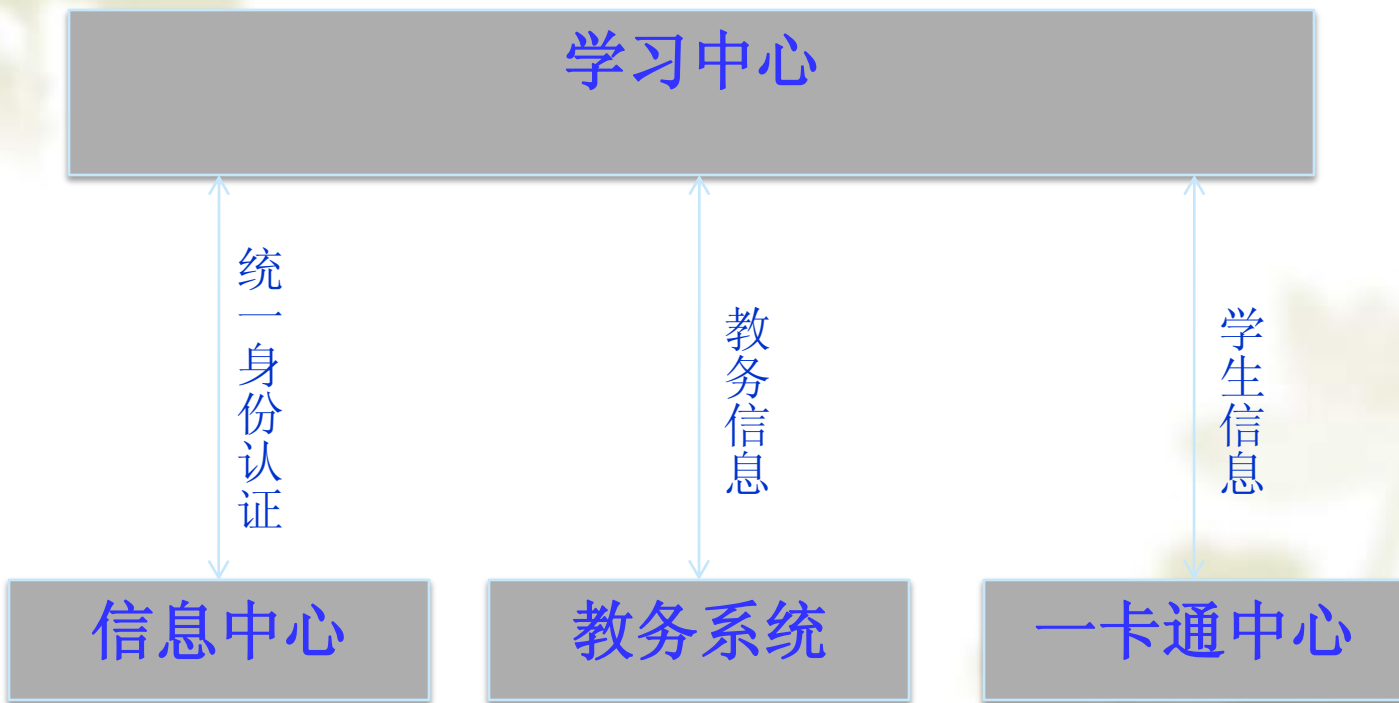 学习中心
统一身份认证
教务信息
学生信息
信息中心
教务系统
一卡通中心